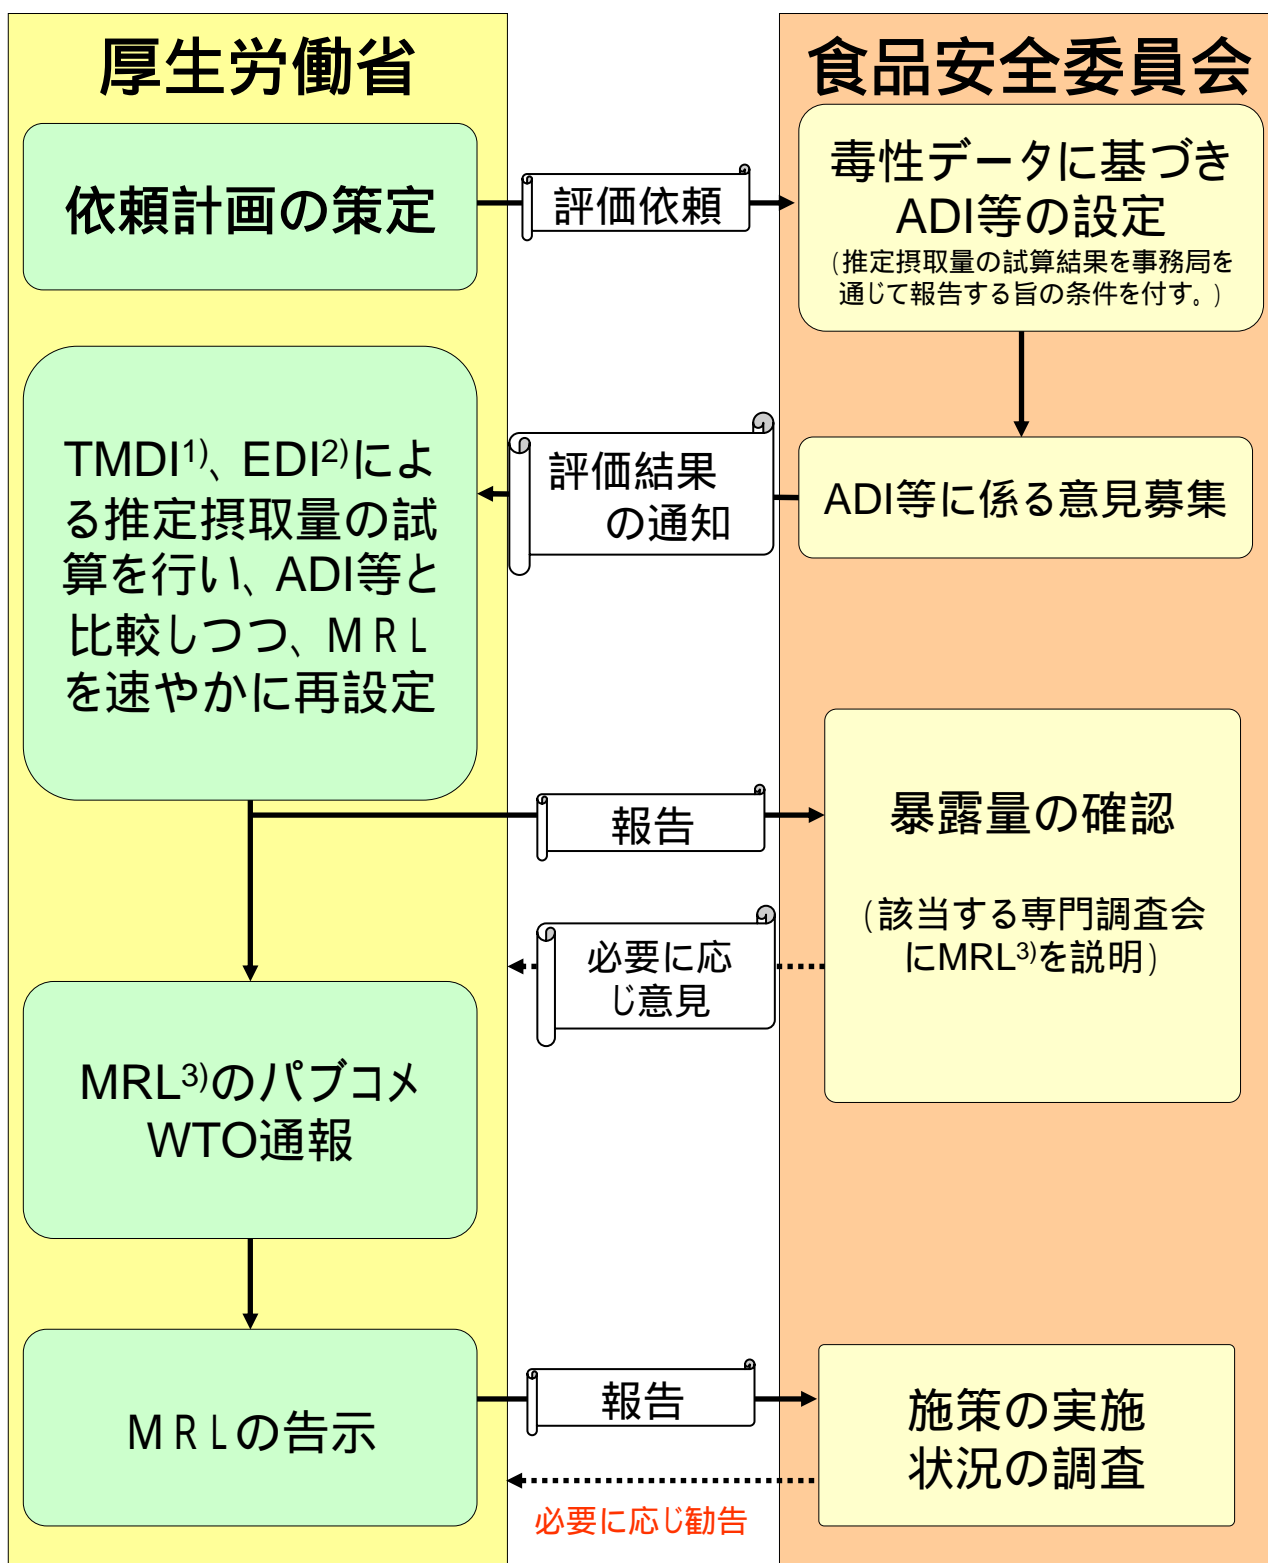 厚生労働省
食品安全委員会
依頼計画の策定
評価依頼
毒性データに基づき
ADI等の設定
(推定摂取量の試算結果を事務局を
通じて報告する旨の条件を付す。)
TMDI1)、EDI2)によ
る推定摂取量の試
算を行い、ADI等と
比較しつつ、MRL
を速やかに再設定
評価結果
の通知
ADI等に係る意見募集
報告
暴露量の確認
(該当する専門調査会
にMRL3)を説明)
必要に応
じ意見
MRL3)のパブコメ
WTO通報
MRLの告示
報告
施策の実施
状況の調査
必要に応じ勧告